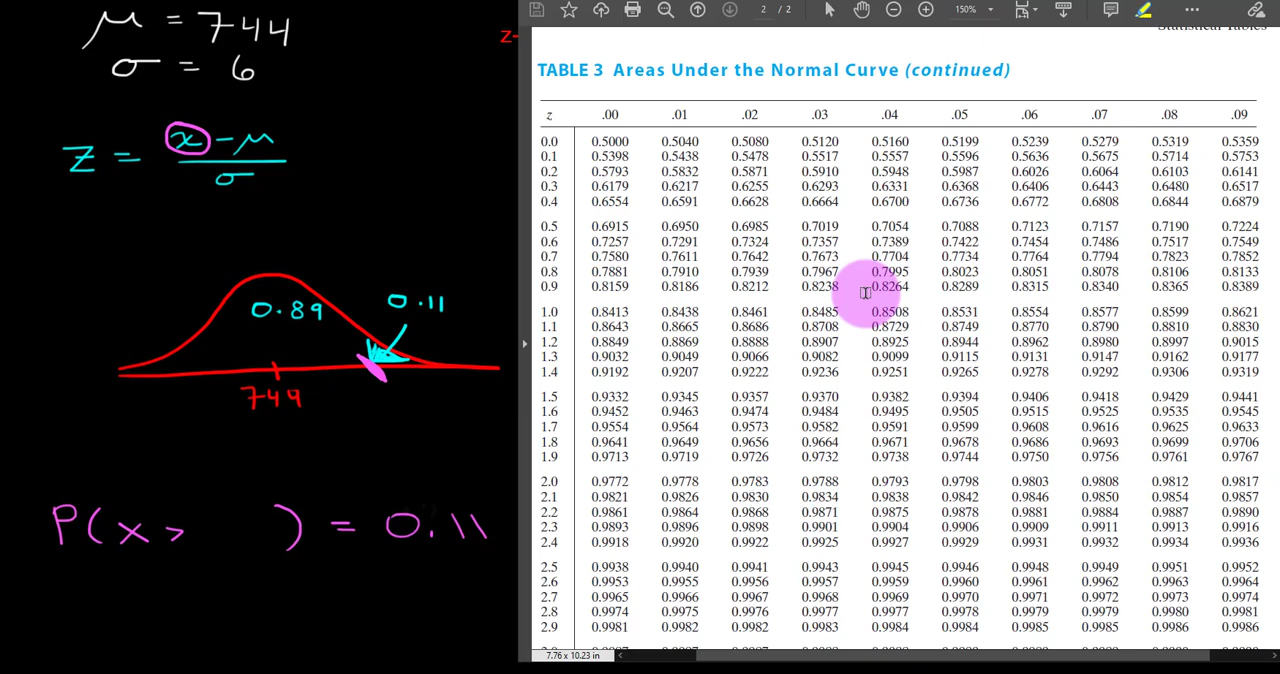 μ = 744
σ = 6
z = x - μ / σ
0.89
0.11
749
P(x > ) = 0.11
z-
2 / 2
150%
Statistical Tables
TABLE 3 Areas Under the Normal Curve (continued)
z .00 .01 .02 .03 .04 .05 .06 .07 .08 .09
0.0 0.5000 0.5040 0.5080 0.5120 0.5160 0.5199 0.5239 0.5279 0.5319 0.5359
0.1 0.5398 0.5438 0.5478 0.5517 0.5557 0.5596 0.5636 0.5675 0.5714 0.5753
0.2 0.5793 0.5832 0.5871 0.5910 0.5948 0.5987 0.6026 0.6064 0.6103 0.6141
0.3 0.6179 0.6217 0.6255 0.6293 0.6331 0.6368 0.6406 0.6443 0.6480 0.6517
0.4 0.6554 0.6591 0.6628 0.6664 0.6700 0.6736 0.6772 0.6808 0.6844 0.6879
0.5 0.6915 0.6950 0.6985 0.7019 0.7054 0.7088 0.7123 0.7157 0.7190 0.7224
0.6 0.7257 0.7291 0.7324 0.7357 0.7389 0.7422 0.7454 0.7486 0.7517 0.7549
0.7 0.7580 0.7611 0.7642 0.7673 0.7704 0.7734 0.7764 0.7794 0.7823 0.7852
0.8 0.7881 0.7910 0.7939 0.7967 0.7995 0.8023 0.8051 0.8078 0.8106 0.8133
0.9 0.8159 0.8186 0.8212 0.8238 0.8264 0.8289 0.8315 0.8340 0.8365 0.8389
1.0 0.8413 0.8438 0.8461 0.8485 0.8508 0.8531 0.8554 0.8577 0.8599 0.8621
1.1 0.8643 0.8665 0.8686 0.8708 0.8729 0.8749 0.8770 0.8790 0.8810 0.8830
1.2 0.8849 0.8869 0.8888 0.8907 0.8925 0.8944 0.8962 0.8980 0.8997 0.9015
1.3 0.9032 0.9049 0.9066 0.9082 0.9099 0.9115 0.9131 0.9147 0.9162 0.9177
1.4 0.9192 0.9207 0.9222 0.9236 0.9251 0.9265 0.9278 0.9292 0.9306 0.9319
1.5 0.9332 0.9345 0.9357 0.9370 0.9382 0.9394 0.9406 0.9418 0.9429 0.9441
1.6 0.9452 0.9463 0.9474 0.9484 0.9495 0.9505 0.9515 0.9525 0.9535 0.9545
1.7 0.9554 0.9564 0.9573 0.9582 0.9591 0.9599 0.9608 0.9616 0.9625 0.9633
1.8 0.9641 0.9649 0.9656 0.9664 0.9671 0.9678 0.9686 0.9693 0.9699 0.9706
1.9 0.9713 0.9719 0.9726 0.9732 0.9738 0.9744 0.9750 0.9756 0.9761 0.9767
2.0 0.9772 0.9778 0.9783 0.9788 0.9793 0.9798 0.9803 0.9808 0.9812 0.9817
2.1 0.9821 0.9826 0.9830 0.9834 0.9838 0.9842 0.9846 0.9850 0.9854 0.9857
2.2 0.9861 0.9864 0.9868 0.9871 0.9875 0.9878 0.9881 0.9884 0.9887 0.9890
2.3 0.9893 0.9896 0.9898 0.9901 0.9904 0.9906 0.9909 0.9911 0.9913 0.9916
2.4 0.9918 0.9920 0.9922 0.9925 0.9927 0.9929 0.9931 0.9932 0.9934 0.9936
2.5 0.9938 0.9940 0.9941 0.9943 0.9945 0.9946 0.9948 0.9949 0.9951 0.9952
2.6 0.9953 0.9955 0.9956 0.9957 0.9959 0.9960 0.9961 0.9962 0.9963 0.9964
2.7 0.9965 0.9966 0.9967 0.9968 0.9969 0.9970 0.9971 0.9972 0.9973 0.9974
2.8 0.9974 0.9975 0.9976 0.9977 0.9977 0.9978 0.9979 0.9979 0.9980 0.9981
2.9 0.9981 0.9982 0.9982 0.9983 0.9984 0.9984 0.9985 0.9985 0.9986 0.9986
7.76 x 10.23 in